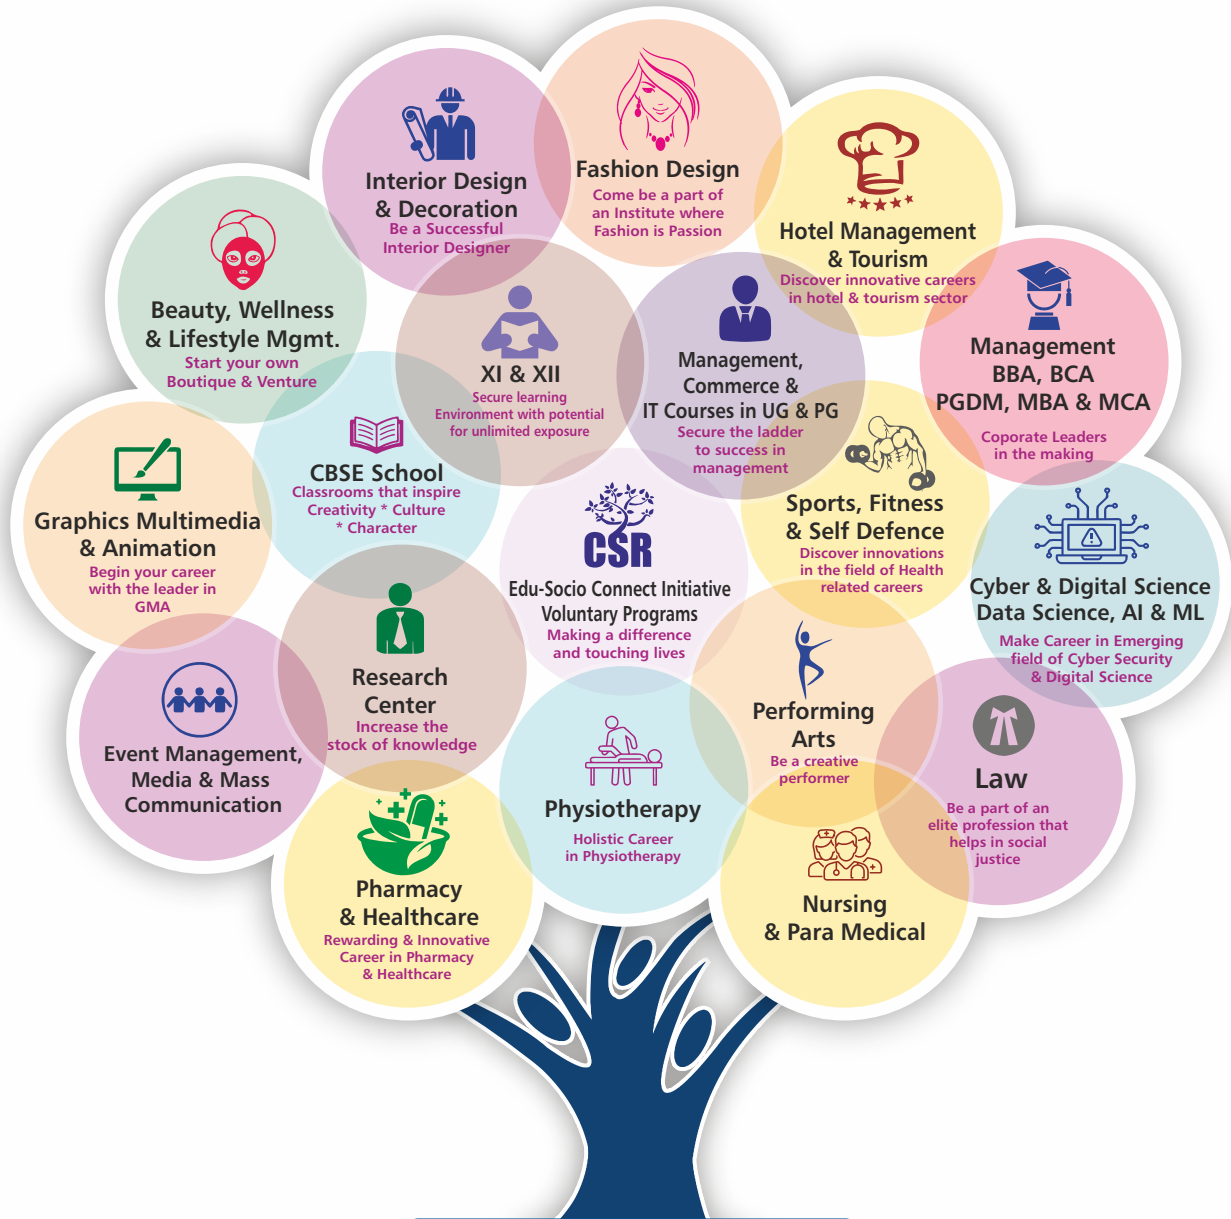 Fashion Design
Come be a part of
an Institute where
Fashion is Passion
Interior Design
& Decoration
Be a Successful
Interior Designer
Hotel Management
& Tourism
Discover innovative careers
in hotel & tourism sector
Beauty, Wellness
& Lifestyle Mgmt.
Start your own
Boutique & Venture
XI & XII
Secure learning
Environment with potential
for unlimited exposure
Management,
Commerce &
IT Courses in UG & PG
Secure the ladder
to success in
management
Management
BBA, BCA
PGDM, MBA & MCA
Coporate Leaders
in the making
Graphics Multimedia
& Animation
Begin your career
with the leader in
GMA
CBSE School
Classrooms that inspire
Creativity * Culture
* Character
CSR
Edu-Socio Connect Initiative
Voluntary Programs
Making a difference
and touching lives
Sports, Fitness
& Self Defence
Discover innovations
in the field of Health
related careers
Cyber & Digital Science
Data Science, AI & ML
Make Career in Emerging
field of Cyber Security
& Digital Science
Event Management,
Media & Mass
Communication
Research
Center
Increase the
stock of knowledge
Performing
Arts
Be a creative
performer
Law
Be a part of an
elite profession that
helps in social
justice
Pharmacy
& Healthcare
Rewarding & Innovative
Career in Pharmacy
& Healthcare
Physiotherapy
Holistic Career
in Physiotherapy
Nursing
& Para Medical